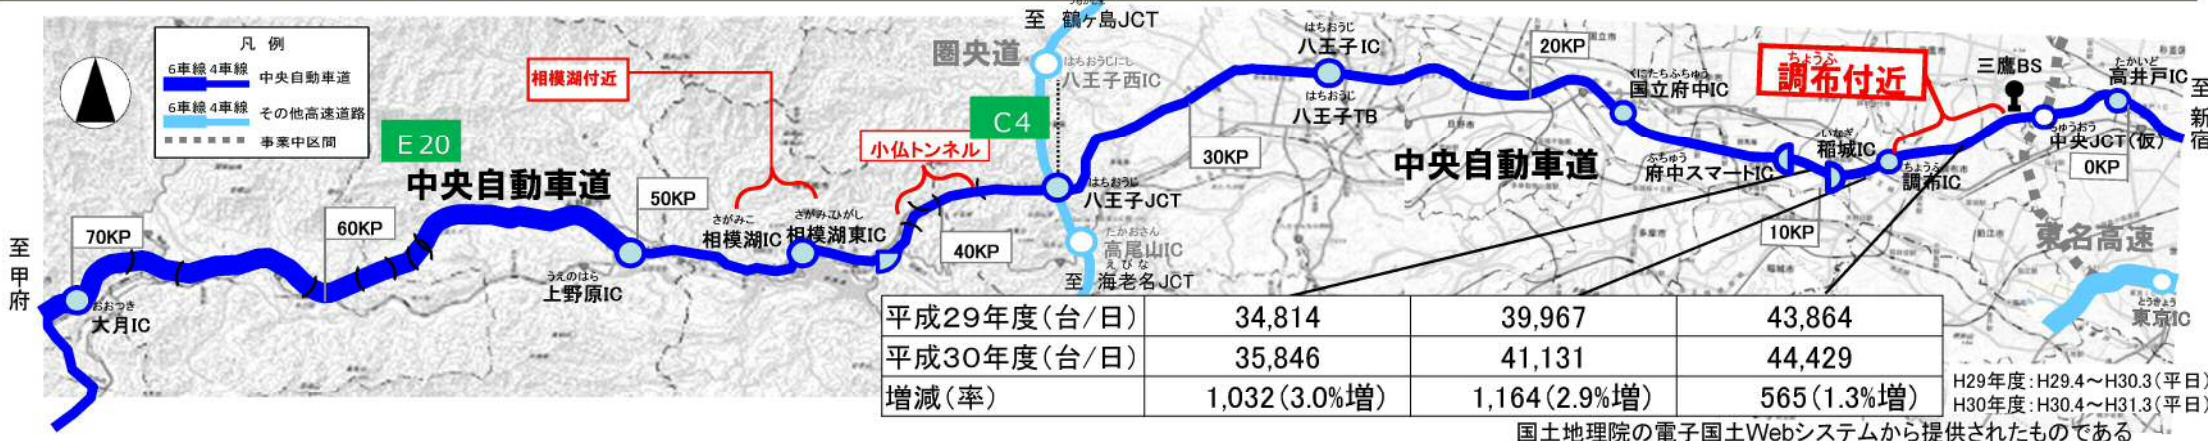 凡 例
6車線 4車線
中央自動車道
6車線 4車線
その他高速道路
事業中区間
E20
中央自動車道
相模湖付近
小仏トンネル
至 鶴ヶ島JCT
圏央道
はちおうじにし
八王子西IC
C4
はちおうじ
八王子IC
はちおうじ
八王子TB
20KP
国立市
くにたちふちゅう
国立府中IC
ちょうふ
調布付近
三鷹BS
たかいど
高井戸IC
至新宿
ちゅうおう
中央JCT(仮)
0KP
いなぎ
稲城IC
ちょうふ
調布IC
ふちゅう
府中スマートIC
中央自動車道
30KP
10KP
はちおうじ
八王子JCT
たかおさん
高尾山IC
えびな
至 海老名JCT
40KP
さがみこ
相模湖IC
さがみこひがし
相模湖東IC
50KP
60KP
70KP
うえのはら
上野原IC
至甲府
おおつき
大月IC
東名高速
とうきょう
東京IC
平成29年度(台/日) 34,814 39,967 43,864
平成30年度(台/日) 35,846 41,131 44,429
増減(率) 1,032(3.0%増) 1,164(2.9%増) 565(1.3%増)
H29年度:H29.4～H30.3(平日)
H30年度:H30.4～H31.3(平日)
国土地理院の電子国土Webシステムから提供されたものである